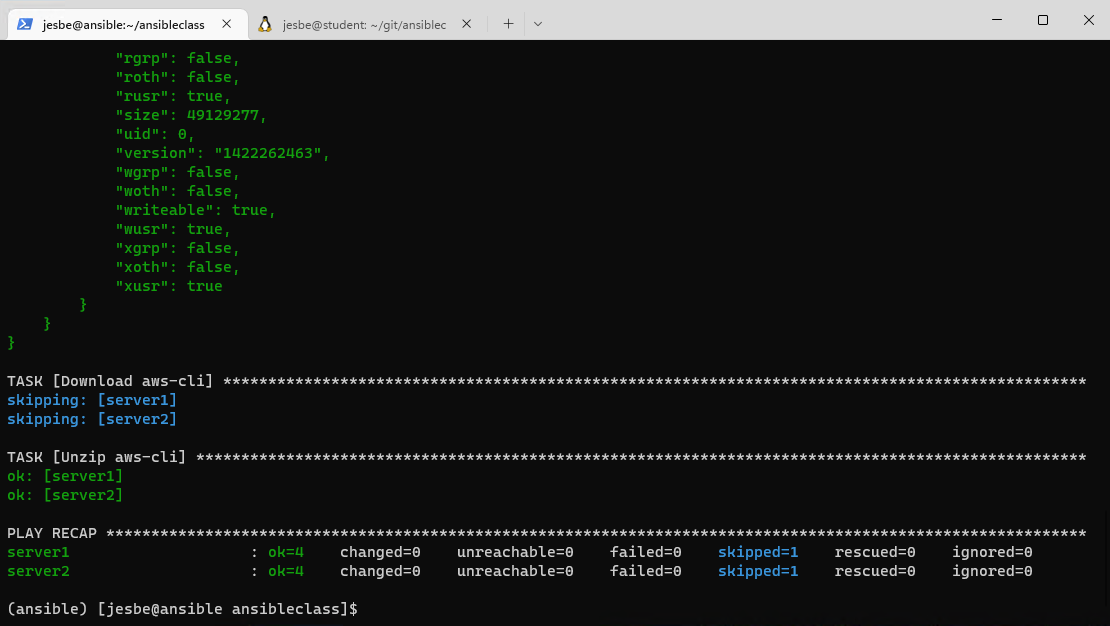 jesbe@ansible:~/ansibleclass
jesbe@student: ~/git/ansiblec
            "rgrp": false,
            "roth": false,
            "rusr": true,
            "size": 49129277,
            "uid": 0,
            "version": "1422262463",
            "wgrp": false,
            "woth": false,
            "writeable": true,
            "wusr": true,
            "xgrp": false,
            "xoth": false,
            "xusr": true
        }
    }
}
TASK [Download aws-cli] ************************************************************************************************
skipping: [server1]
skipping: [server2]
TASK [Unzip aws-cli] ***************************************************************************************************
ok: [server1]
ok: [server2]
PLAY RECAP *************************************************************************************************************
server1                    : ok=4    changed=0    unreachable=0    failed=0    skipped=1    rescued=0    ignored=0
server2                    : ok=4    changed=0    unreachable=0    failed=0    skipped=1    rescued=0    ignored=0
(ansible) [jesbe@ansible ansibleclass]$